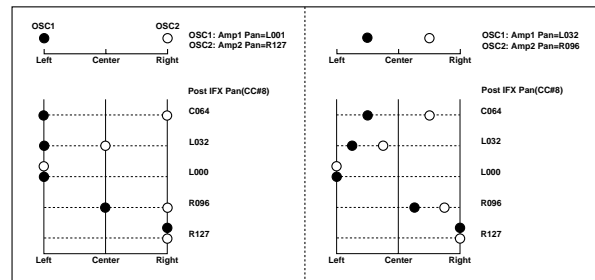 OSC1 OSC2
OSC1: Amp1 Pan=L001
OSC2: Amp2 Pan=R127
Left Center Right
Post IFX Pan(CC#8)
C064
L032
L000
R096
R127
Left Center Right
OSC1: Amp1 Pan=L032
OSC2: Amp2 Pan=R096
Left Center Right
Post IFX Pan(CC#8)
C064
L032
L000
R096
R127
Left Center Right